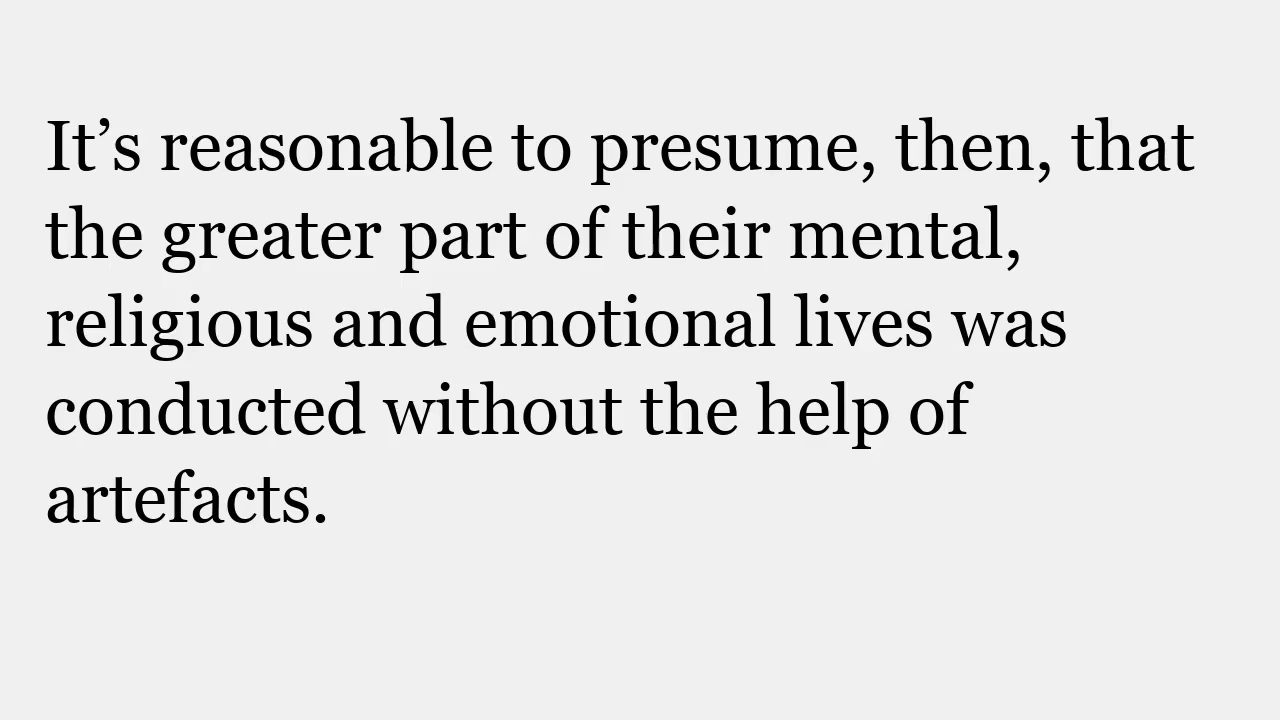 It’s reasonable to presume, then, that
the greater part of their mental,
religious and emotional lives was
conducted without the help of
artefacts.